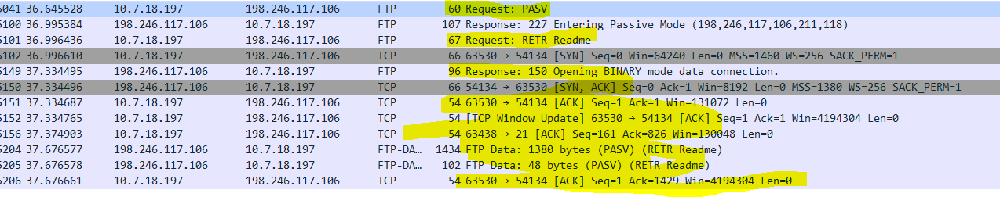 5041 36.645528 10.7.18.197 198.246.117.106 FTP 60 Request: PASV
5100 36.995384 198.246.117.106 10.7.18.197 FTP 107 Response: 227 Entering Passive Mode (198,246,117,106,211,118)
5101 36.996436 10.7.18.197 198.246.117.106 FTP 67 Request: RETR Readme
5102 36.996610 10.7.18.197 198.246.117.106 TCP 66 63530 → 54134 [SYN] Seq=0 Win=64240 Len=0 MSS=1460 WS=256 SACK_PERM=1
5149 37.334495 198.246.117.106 10.7.18.197 FTP 96 Response: 150 Opening BINARY mode data connection.
5150 37.334496 198.246.117.106 10.7.18.197 TCP 66 54134 → 63530 [SYN, ACK] Seq=0 Ack=1 Win=8192 Len=0 MSS=1380 WS=256 SACK_PERM=1
5151 37.334687 10.7.18.197 198.246.117.106 TCP 54 63530 → 54134 [ACK] Seq=1 Ack=1 Win=131072 Len=0
5152 37.334765 10.7.18.197 198.246.117.106 TCP 54 [TCP Window Update] 63530 → 54134 [ACK] Seq=1 Ack=1 Win=4194304 Len=0
5156 37.374903 10.7.18.197 198.246.117.106 TCP 54 63438 → 21 [ACK] Seq=161 Ack=826 Win=130048 Len=0
5204 37.676577 198.246.117.106 10.7.18.197 FTP-DA… 1434 FTP Data: 1380 bytes (PASV) (RETR Readme)
5205 37.676578 198.246.117.106 10.7.18.197 FTP-DA… 102 FTP Data: 48 bytes (PASV) (RETR Readme)
5206 37.676661 10.7.18.197 198.246.117.106 TCP 54 63530 → 54134 [ACK] Seq=1 Ack=1429 Win=4194304 Len=0